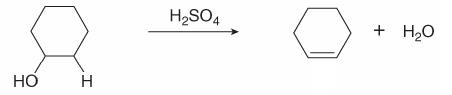 H₂SO₄
+ H₂O
HO H